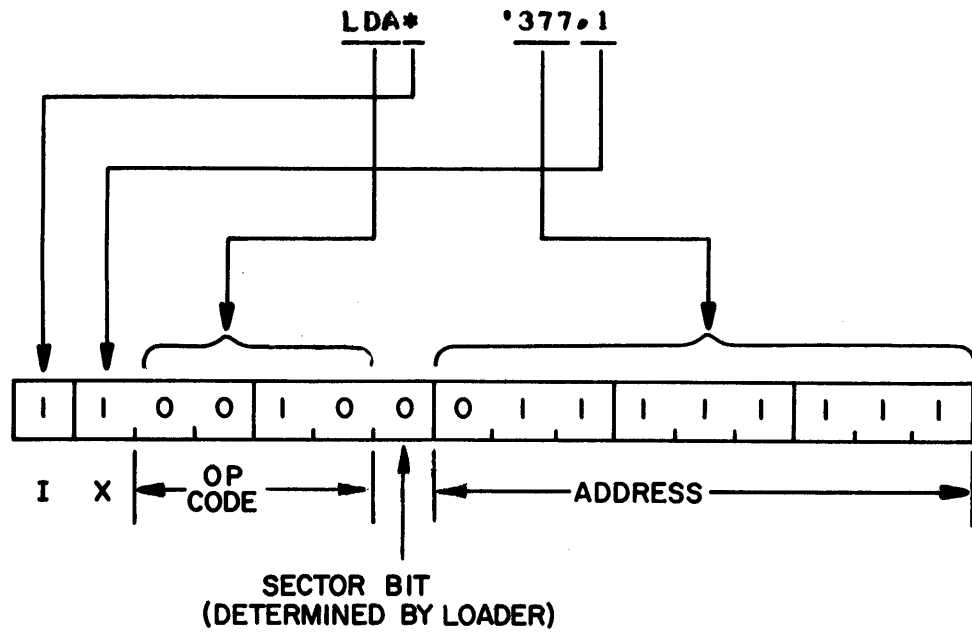 LDA* '377,1
1 1 0 0 1 0 0 0 1 1 1 1 1 1 1 1
I X OP CODE ADDRESS
SECTOR BIT
(DETERMINED BY LOADER)